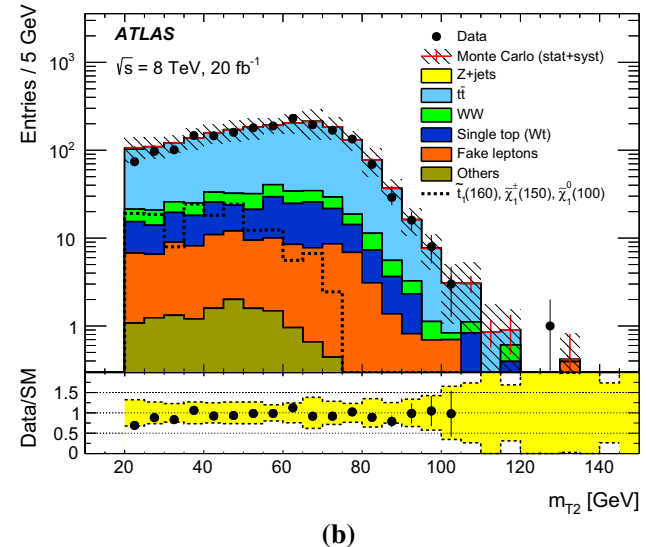 Entries / 5 GeV
10³
10²
10
1
ATLAS
√s = 8 TeV, 20 fb⁻¹
Data
Monte Carlo (stat+syst)
Z+jets
tt̄
WW
Single top (Wt)
Fake leptons
Others
t̃₁(160), χ̃₁±(150), χ̃₁⁰(100)
Data/SM
1.5
1
0.5
0
20 40 60 80 100 120 140
m_T2 [GeV]
(b)